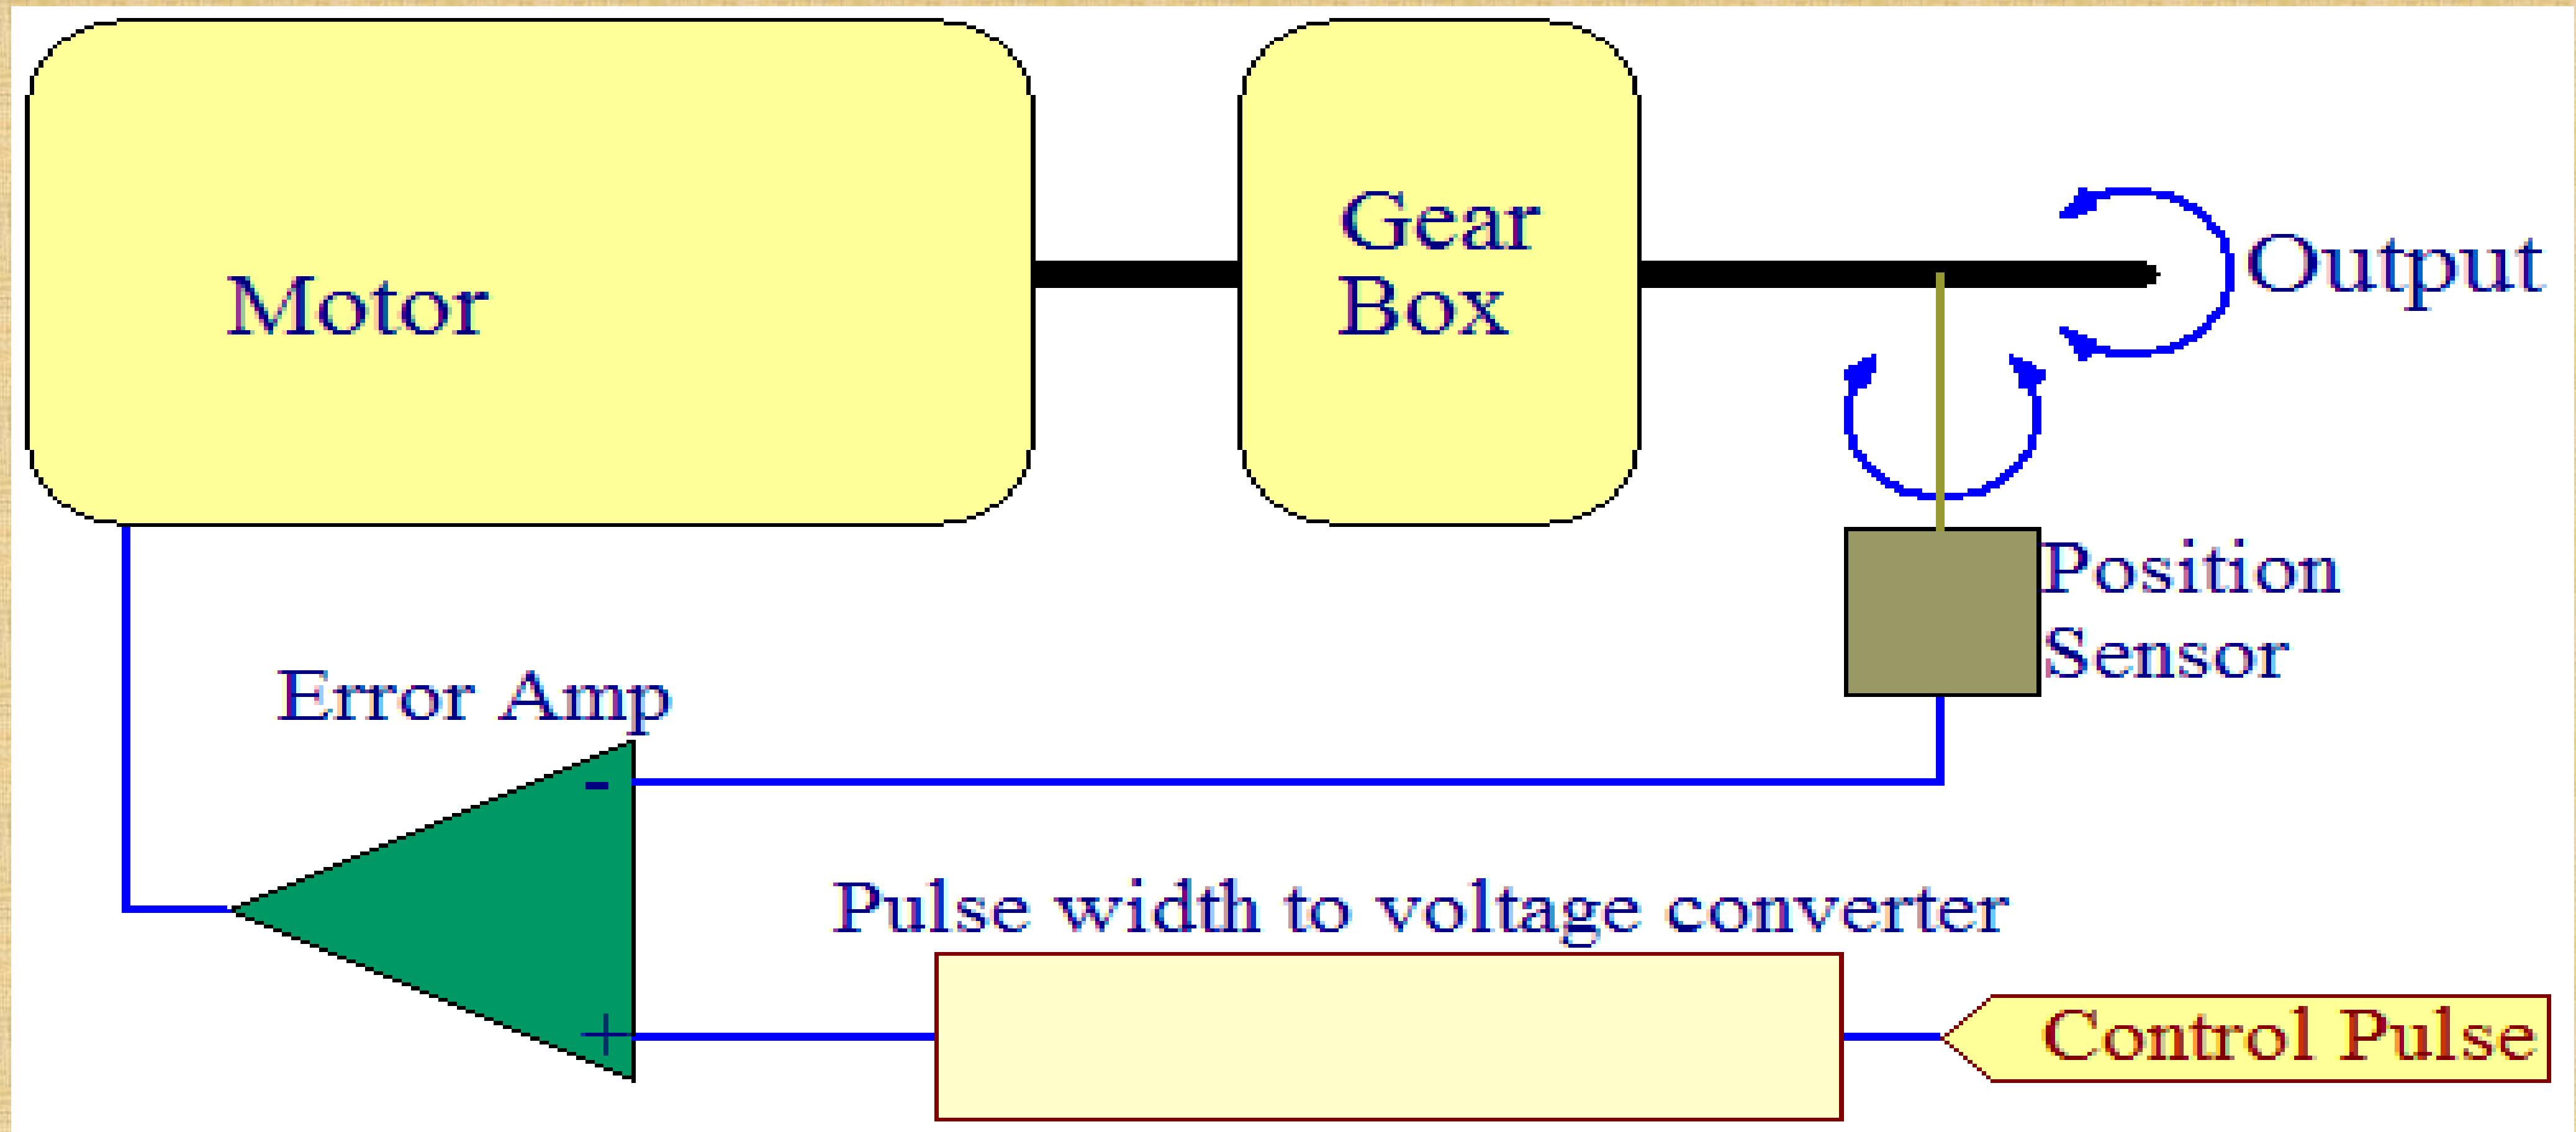 Motor
Gear
Box
Output
Position
Sensor
Error Amp
-
Pulse width to voltage converter
+
Control Pulse